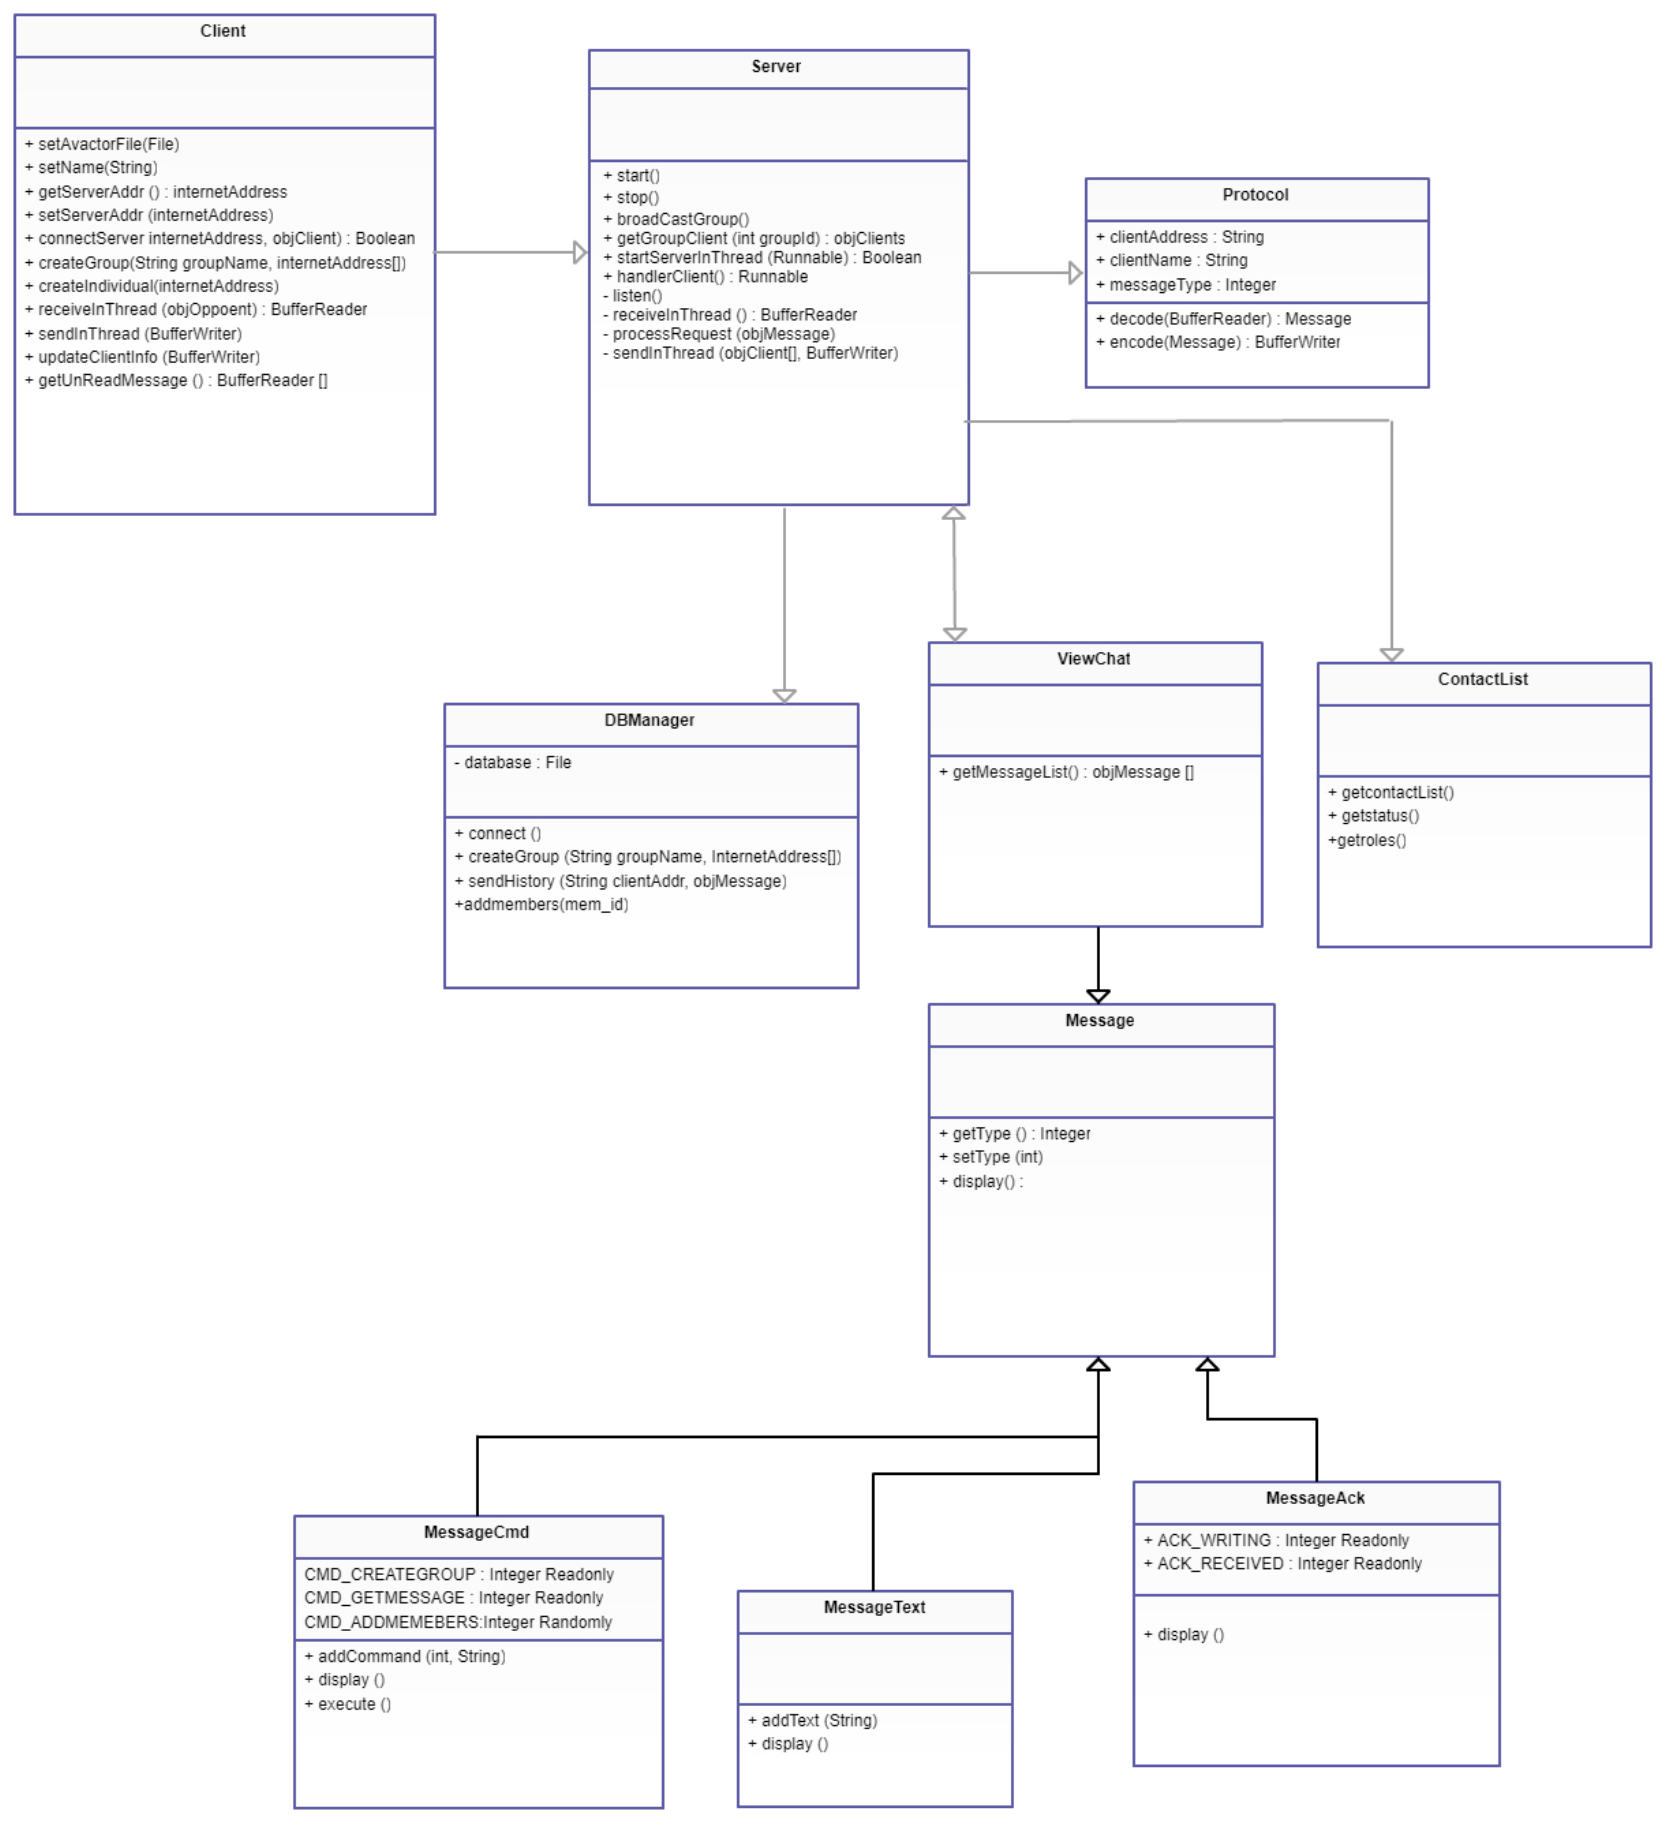 Client
+ setAvactorFile(File)
+ setName(String)
+ getServerAddr () : internetAddress
+ setServerAddr (internetAddress)
+ connectServer internetAddress, objClient) : Boolean
+ createGroup(String groupName, internetAddress[])
+ createIndividual(internetAddress)
+ receiveInThread (objOppoent) : BufferReader
+ sendInThread (BufferWriter)
+ updateClientInfo (BufferWriter)
+ getUnReadMessage () : BufferReader []
Server
+ start()
+ stop()
+ broadCastGroup()
+ getGroupClient (int groupId) : objClients
+ startServerInThread (Runnable) : Boolean
+ handlerClient() : Runnable
- listen()
- receiveInThread () : BufferReader
- processRequest (objMessage)
- sendInThread (objClient[], BufferWriter)
Protocol
+ clientAddress : String
+ clientName : String
+ messageType : Integer
+ decode(BufferReader) : Message
+ encode(Message) : BufferWriter
DBManager
- database : File
+ connect ()
+ createGroup (String groupName, InternetAddress[])
+ sendHistory (String clientAddr, objMessage)
+addmembers(mem_id)
ViewChat
+ getMessageList() : objMessage []
ContactList
+ getcontactList()
+ getstatus()
+getroles()
Message
+ getType () : Integer
+ setType (int)
+ display() :
MessageCmd
CMD_CREATEGROUP : Integer Readonly
CMD_GETMESSAGE : Integer Readonly
CMD_ADDMEMEBERS:Integer Randomly
+ addCommand (int, String)
+ display ()
+ execute ()
MessageText
+ addText (String)
+ display ()
MessageAck
+ ACK_WRITING : Integer Readonly
+ ACK_RECEIVED : Integer Readonly
+ display ()